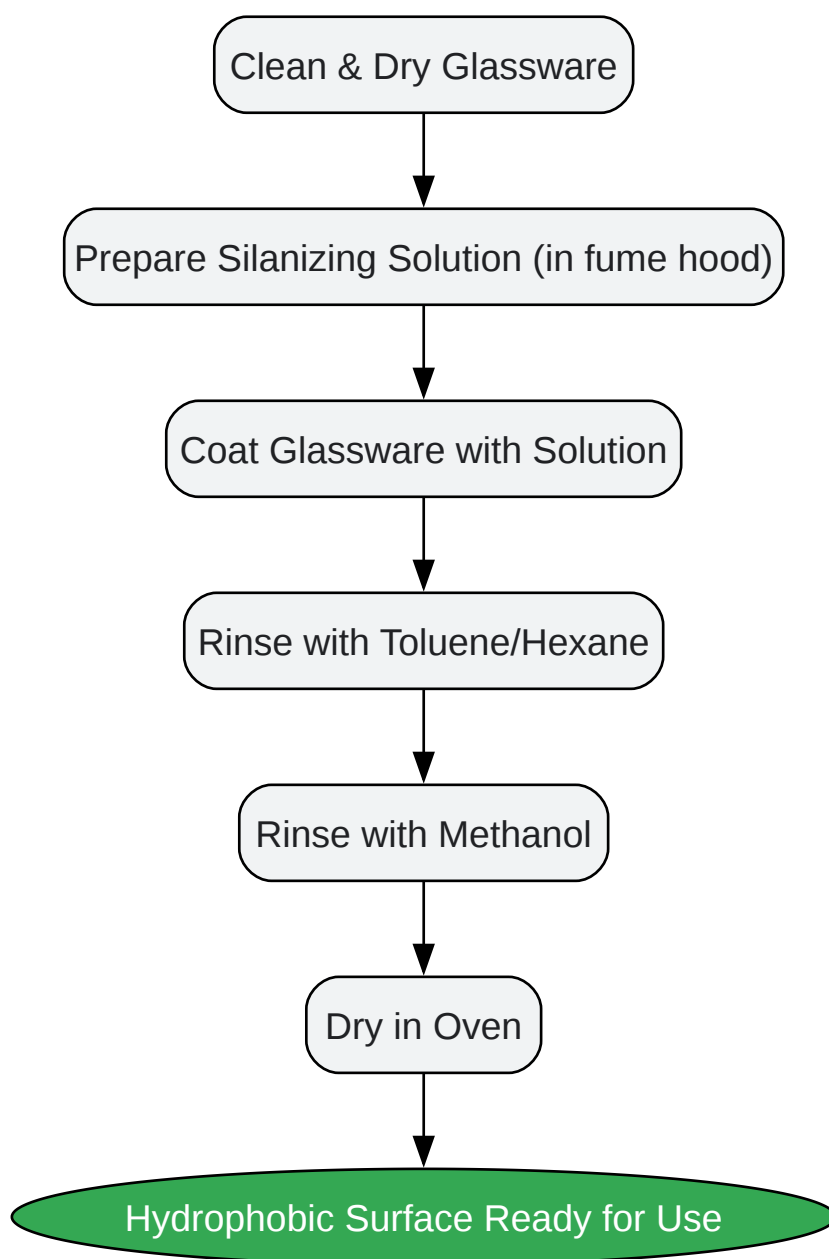 Clean & Dry Glassware
Prepare Silanizing Solution (in fume hood)
Coat Glassware with Solution
Rinse with Toluene/Hexane
Rinse with Methanol
Dry in Oven
Hydrophobic Surface Ready for Use